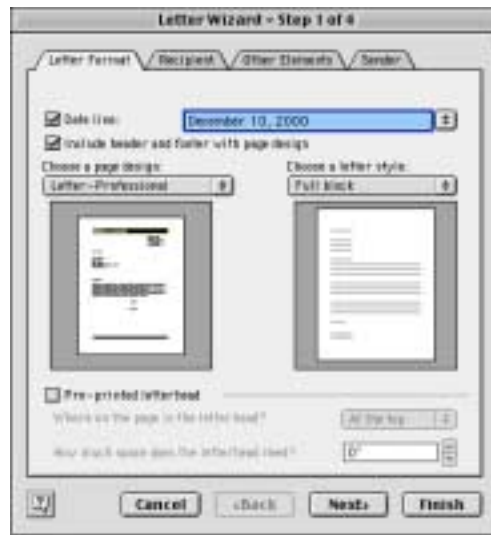 Letter Wizard - Step 1 of 4
Letter Format Recipient Other Elements Sender
Date line: December 10, 2000
Include header and footer with page design
Choose a page design: Choose a letter style:
Letter-Professional Full block
Pre-printed letterhead
Where on the page is the letterhead? At the top
How much space does the letterhead need? 0"
Cancel <Back Next> Finish